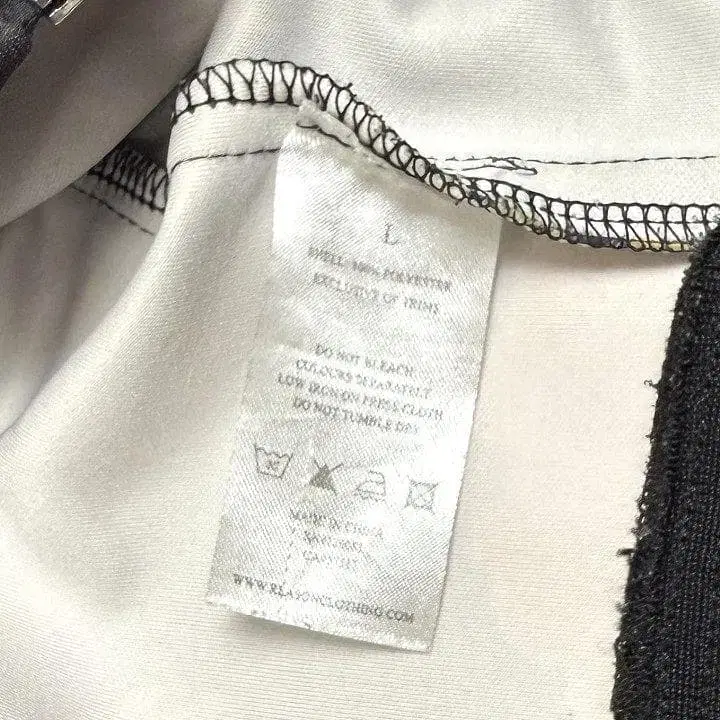 L
SHELL: 100% POLYESTER
EXCLUSIVE OF TRIMS
DO NOT BLEACH
COLOURS SEPARATELY
LOW IRON ON PRESS CLOTH
DO NOT TUMBLE DRY
MADE IN CHINA
WWW.REASONCLOTHING.COM